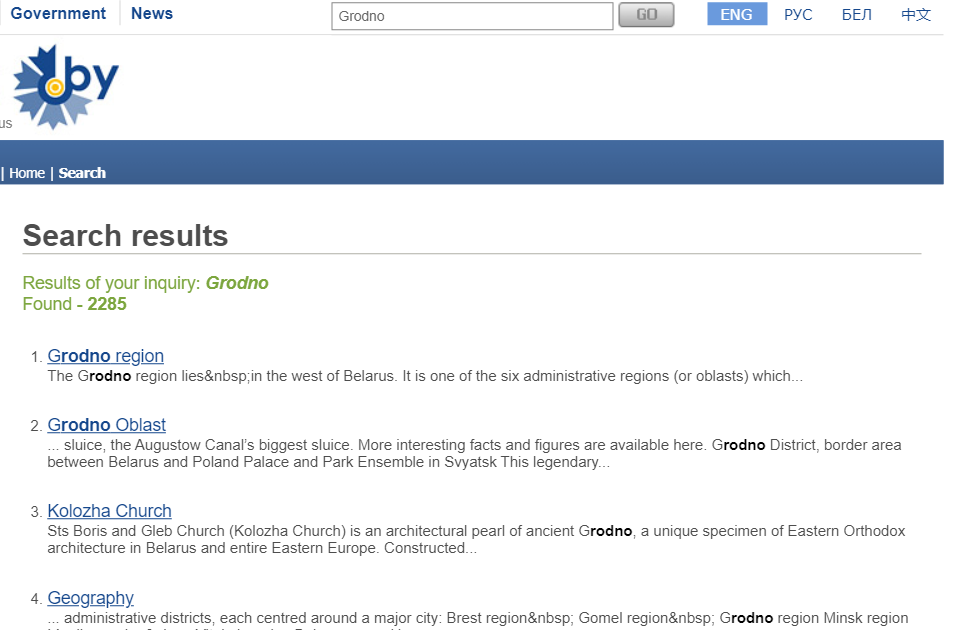 Government News Grodno GO ENG РУС БЕЛ 中文
by
us
| Home | Search
Search results
Results of your inquiry: Grodno
Found - 2285
1. Grodno region
The Grodno region lies&nbsp;in the west of Belarus. It is one of the six administrative regions (or oblasts) which...
2. Grodno Oblast
... sluice, the Augustow Canal's biggest sluice. More interesting facts and figures are available here. Grodno District, border area
between Belarus and Poland Palace and Park Ensemble in Svyatsk This legendary...
3. Kolozha Church
Sts Boris and Gleb Church (Kolozha Church) is an architectural pearl of ancient Grodno, a unique specimen of Eastern Orthodox
architecture in Belarus and entire Eastern Europe. Constructed...
4. Geography
... administrative districts, each centred around a major city: Brest region&nbsp; Gomel region&nbsp; Grodno region Minsk region